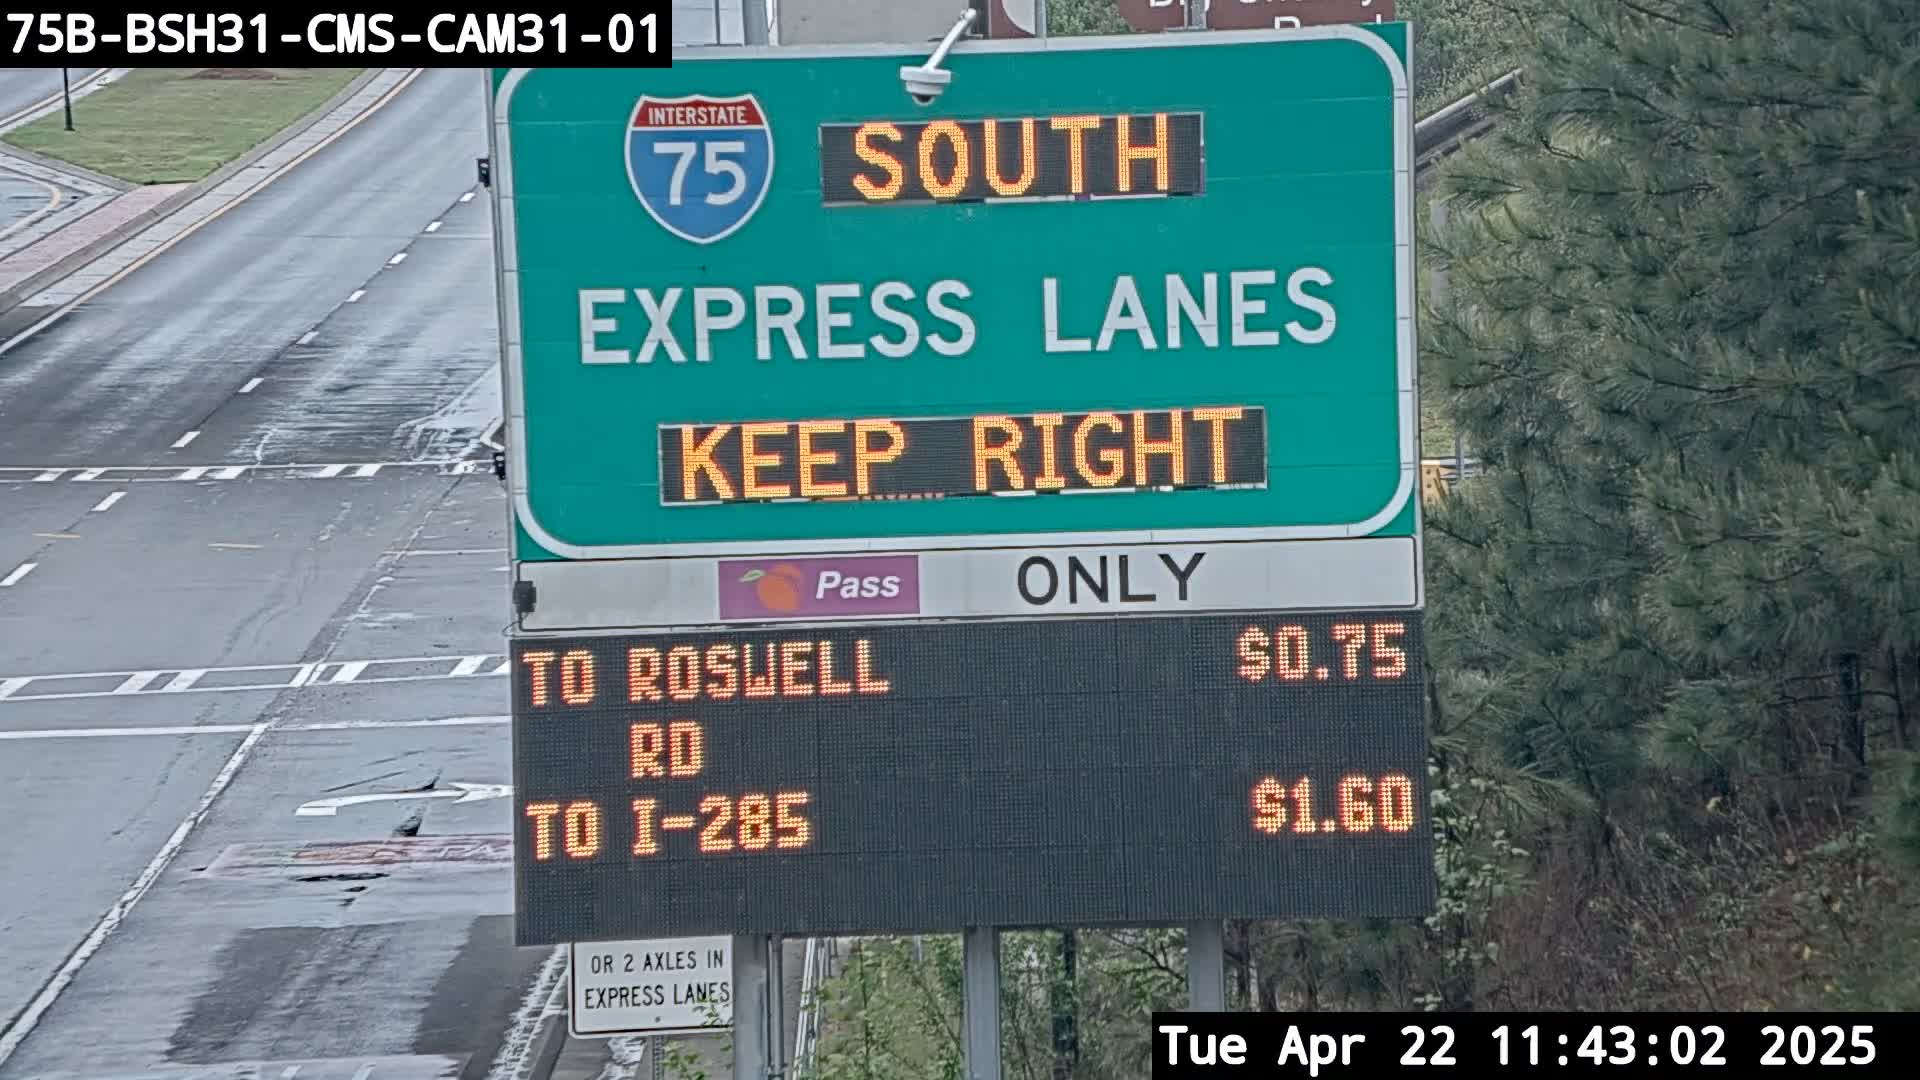 75B-BSH31-CMS-CAM31-01
INTERSTATE
75
SOUTH
EXPRESS LANES
KEEP RIGHT
Pass ONLY
TO ROSWELL $0.75
RD
TO I-285 $1.60
OR 2 AXLES IN
EXPRESS LANES
Tue Apr 22 11:43:02 2025